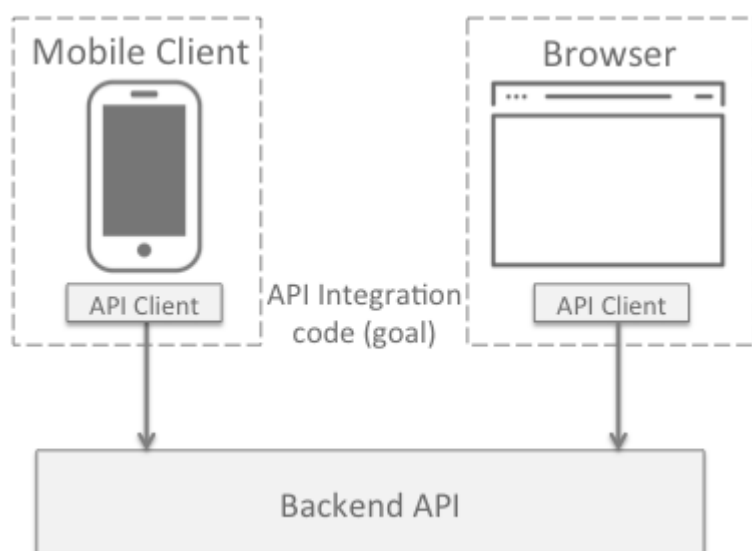 Mobile Client
Browser
API Client
API Integration
code (goal)
API Client
Backend API